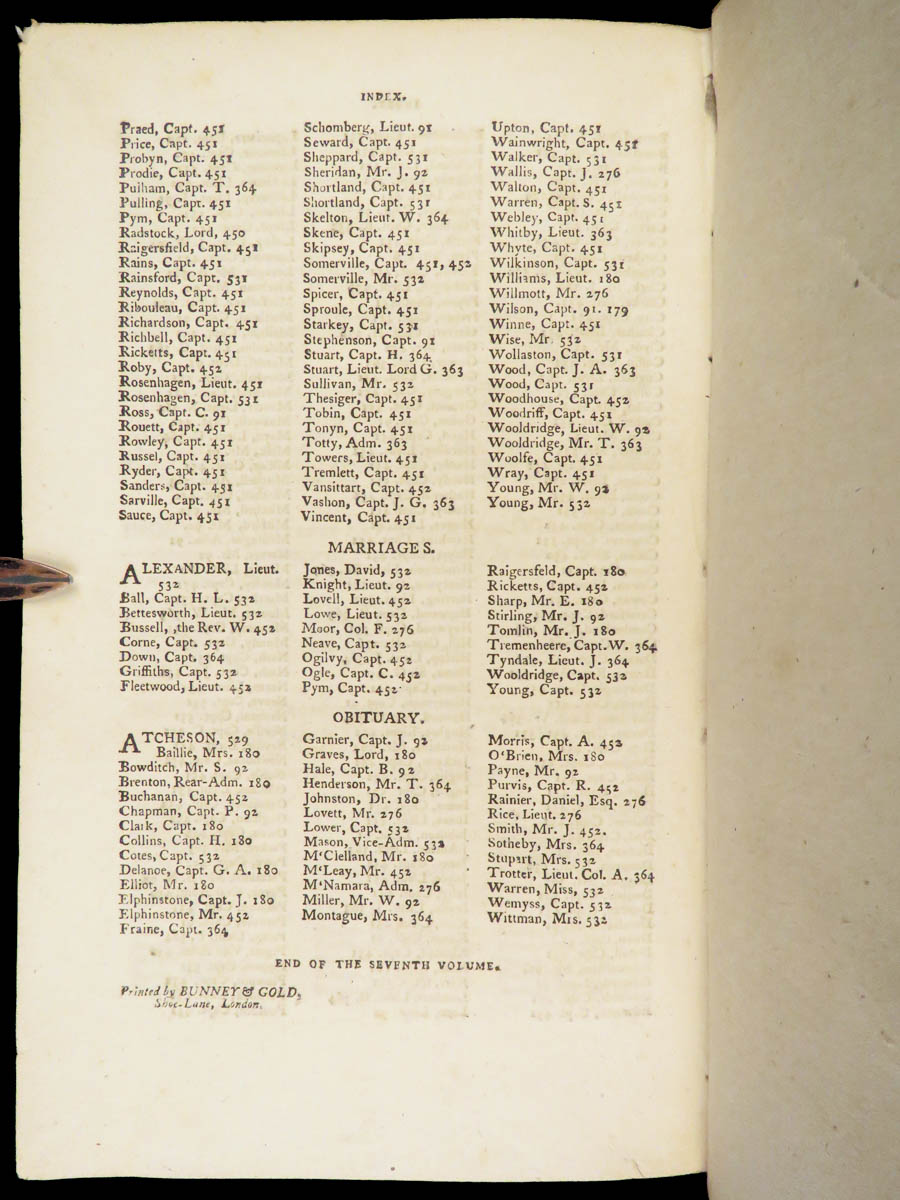 INDEX.
Praed, Capt. 451
Price, Capt. 451
Probyn, Capt. 451
Prodie, Capt. 451
Pulham, Capt. T. 364
Pulling, Capt. 451
Pym, Capt. 451
Radstock, Lord, 450
Raigersfield, Capt. 451
Rains, Capt. 451
Rainsford, Capt. 531
Reynolds, Capt. 451
Ribouleau, Capt. 451
Richardson, Capt. 451
Richbell, Capt. 451
Ricketts, Capt. 451
Roby, Capt. 452
Rosenhagen, Lieut. 451
Rosenhagen, Capt. 531
Ross, Capt. C. 91
Rouett, Capt. 451
Rowley, Capt. 451
Russel, Capt. 451
Ryder, Capt. 451
Sanders, Capt. 451
Sarville, Capt. 451
Sauce, Capt. 451
Schomberg, Lieut. 91
Seward, Capt. 451
Sheppard, Capt. 531
Sheridan, Mr. J. 92
Shortland, Capt. 451
Shortland, Capt. 531
Skelton, Lieut. W. 364
Skene, Capt. 451
Skipsey, Capt. 451
Somerville, Capt. 451, 452
Somerville, Mr. 532
Spicer, Capt. 451
Sproule, Capt. 451
Starkey, Capt. 531
Stephenson, Capt. 91
Stuart, Capt. H. 364
Stuart, Lieut. Lord G. 363
Sullivan, Mr. 532
Thesiger, Capt. 451
Tobin, Capt. 451
Tonyn, Capt. 451
Totty, Adm. 363
Towers, Lieut. 451
Tremlett, Capt. 451
Vansittart, Capt. 452
Vashon, Capt. J. G. 363
Vincent, Capt. 451
Upton, Capt. 451
Wainwright, Capt. 451
Walker, Capt. 531
Wallis, Capt. J. 276
Walton, Capt. 451
Warren, Capt. S. 451
Webley, Capt. 451
Whitby, Lieut. 363
Whyte, Capt. 451
Wilkinson, Capt. 531
Williams, Lieut. 180
Willmott, Mr. 276
Wilson, Capt. 91. 179
Winne, Capt. 451
Wise, Mr. 532
Wollaston, Capt. 531
Wood, Capt. J. A. 363
Wood, Capt. 531
Woodhouse, Capt. 452
Woodriff, Capt. 451
Wooldridge, Lieut. W. 92
Wooldridge, Mr. T. 363
Woolfe, Capt. 451
Wray, Capt. 451
Young, Mr. W. 92
Young, Mr. 532
MARRIAGES.
ALEXANDER, Lieut.
532
Ball, Capt. H. L. 532
Bettesworth, Lieut. 532
Bussell, ,the Rev. W. 452
Corne, Capt. 532
Down, Capt. 364
Griffiths, Capt. 532
Fleetwood, Lieut. 452
Jones, David, 532
Knight, Lieut. 92
Lovell, Lieut. 452
Lowe, Lieut. 532
Moor, Col. F. 276
Neave, Capt. 532
Ogilvy, Capt. 452
Ogle, Capt. C. 452
Pym, Capt. 452
Raigersfeld, Capt. 180
Ricketts, Capt. 452
Sharp, Mr. E. 180
Stirling, Mr. J. 92
Tomlin, Mr. J. 180
Tremenheere, Capt. W. 364
Tyndale, Lieut. J. 364
Wooldridge, Capt. 532
Young, Capt. 532
OBITUARY.
ATCHESON, 529
Baillie, Mrs. 180
Bowditch, Mr. S. 92
Brenton, Rear-Adm. 180
Buchanan, Capt. 452
Chapman, Capt. P. 92
Clark, Capt. 180
Collins, Capt. H. 180
Cotes, Capt. 532
Delanoe, Capt. G. A. 180
Elliot, Mr. 180
Elphinstone, Capt. J. 180
Elphinstone, Mr. 452
Fraine, Capt. 364
Garnier, Capt. J. 92
Graves, Lord, 180
Hale, Capt. B. 92
Henderson, Mr. T. 364
Johnston, Dr. 180
Lovett, Mr. 276
Lower, Capt. 532
Mason, Vice-Adm. 532
M'Clelland, Mr. 180
M'Leay, Mr. 452
M'Namara, Adm. 276
Miller, Mr. W. 92
Montague, Mrs. 364
Morris, Capt. A. 452
O'Brien, Mrs. 180
Payne, Mr. 92
Purvis, Capt. R. 452
Rainier, Daniel, Esq. 276
Rice, Lieut. 276
Smith, Mr. J. 452.
Sotheby, Mrs. 364
Stupart, Mrs. 532
Trotter, Lieut. Col. A. 364
Warren, Miss, 532
Wemyss, Capt. 532
Wittman, Mrs. 532
END OF THE SEVENTH VOLUME.
Printed by BUNNEY & GOLD,
Shoe-Lane, London.